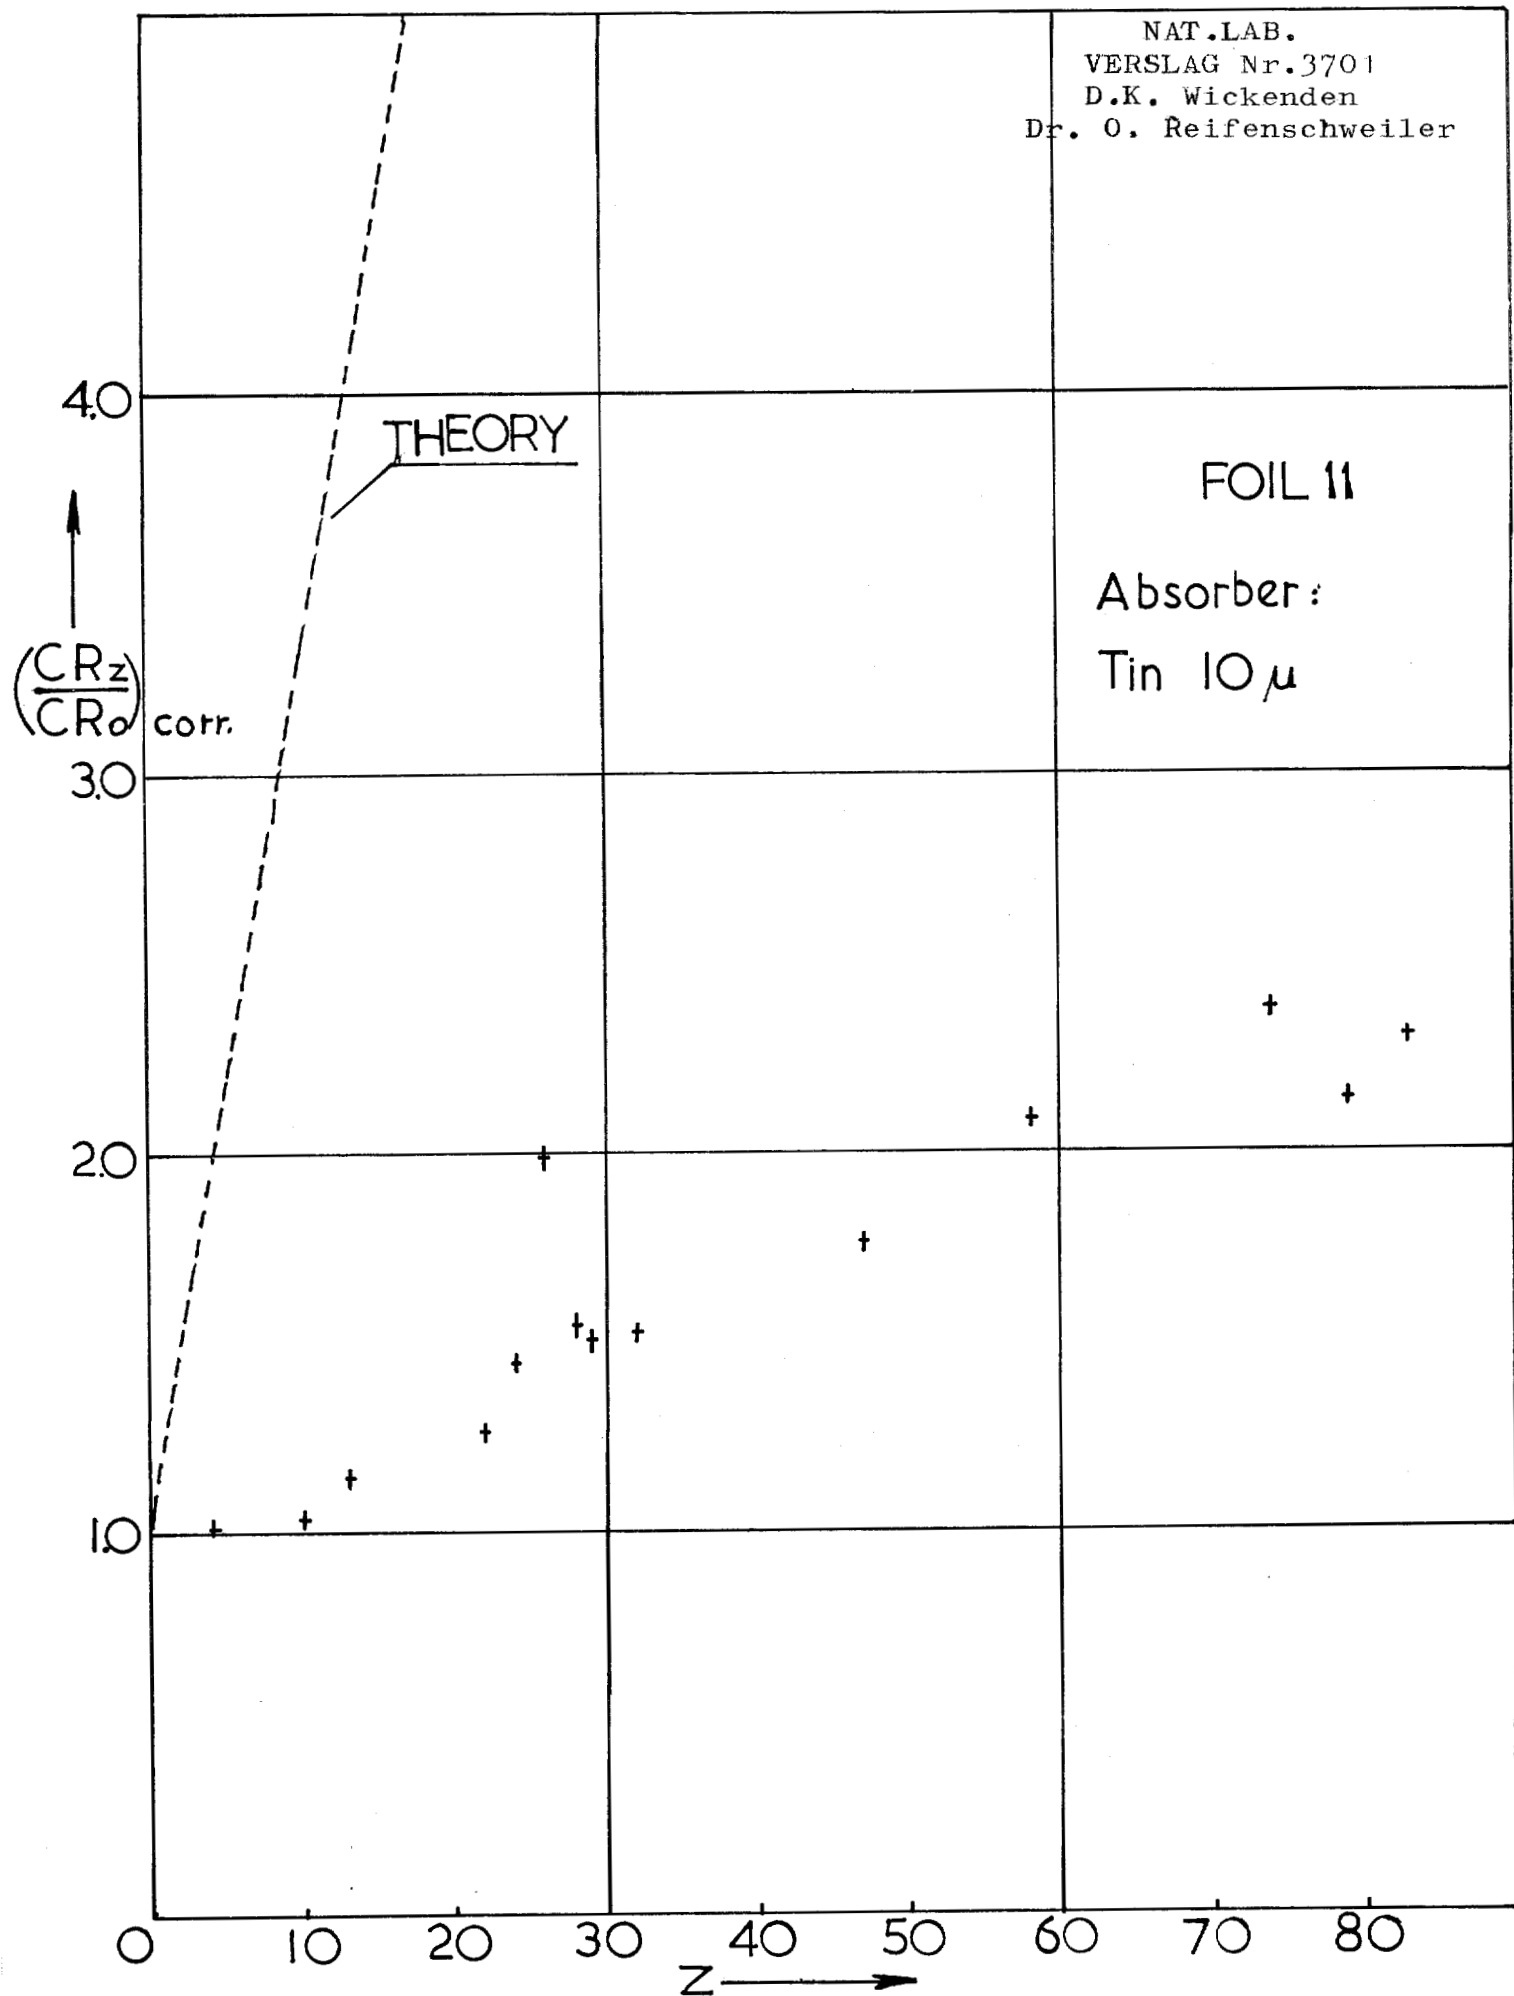 NAT.LAB.
VERSLAG Nr.3701
D.K. Wickenden
Dr. O. Reifenschweiler
4.0
THEORY
FOIL 11
Absorber:
Tin 10 μ
(CRz/CRo) corr.
3.0
2.0
1.0
0 10 20 30 40 50 60 70 80
Z